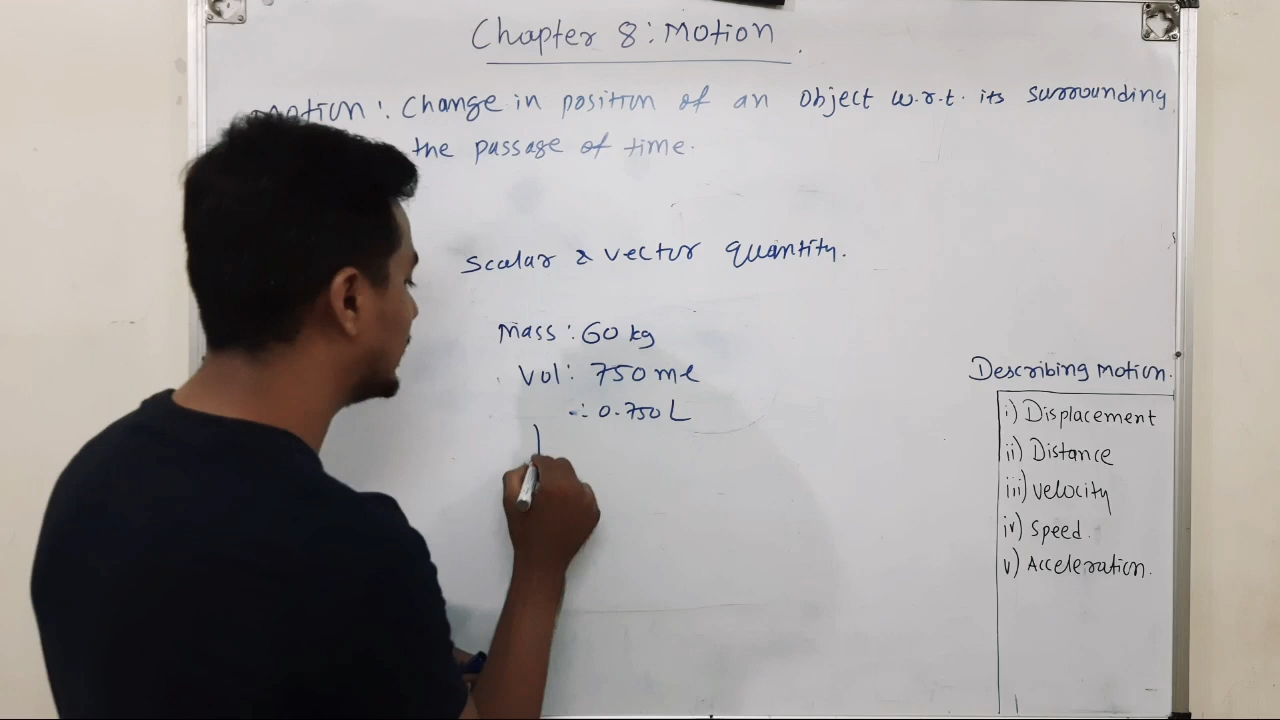 Chapter 8: Motion
Motion: Change in position of an object w.r.t. its surrounding
the passage of time.
Scalar & vector quantity.
Mass: 60 kg
Vol: 750 ml
∴ 0.750 L
Describing Motion.
i) Displacement
ii) Distance
iii) Velocity
iv) Speed.
v) Acceleration.